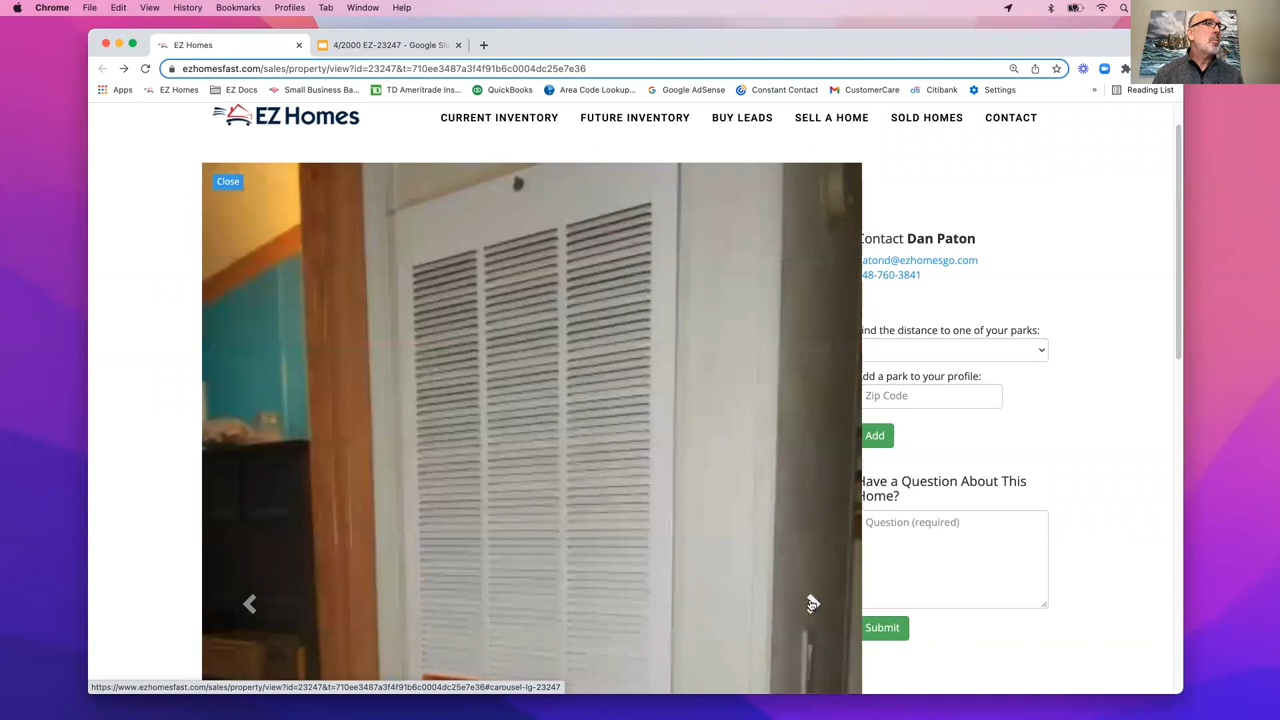 Chrome File Edit View History Bookmarks Profiles Tab Window Help
EZ Homes
4/2000 EZ-23247 - Google Sli
ezhomesfast.com/sales/property/view?id=23247&t=710ee3487a3f4f91b6c0004dc25e7e36
Apps EZ Homes EZ Docs Small Business Ba... TD Ameritrade Ins... QuickBooks Area Code Lookup... Google AdSense Constant Contact CustomerCare Citibank Settings » Reading List
EZ Homes
CURRENT INVENTORY FUTURE INVENTORY BUY LEADS SELL A HOME SOLD HOMES CONTACT
Close
Contact Dan Paton
atond@ezhomesgo.com
48-760-3841
ind the distance to one of your parks:
dd a park to your profile:
Zip Code
Add
Have a Question About This
Home?
Question (required)
Submit
https://www.ezhomesfast.com/sales/property/view?id=23247&t=710ee3487a3f4f91b6c0004dc25e7e36#carousel-lg-23247